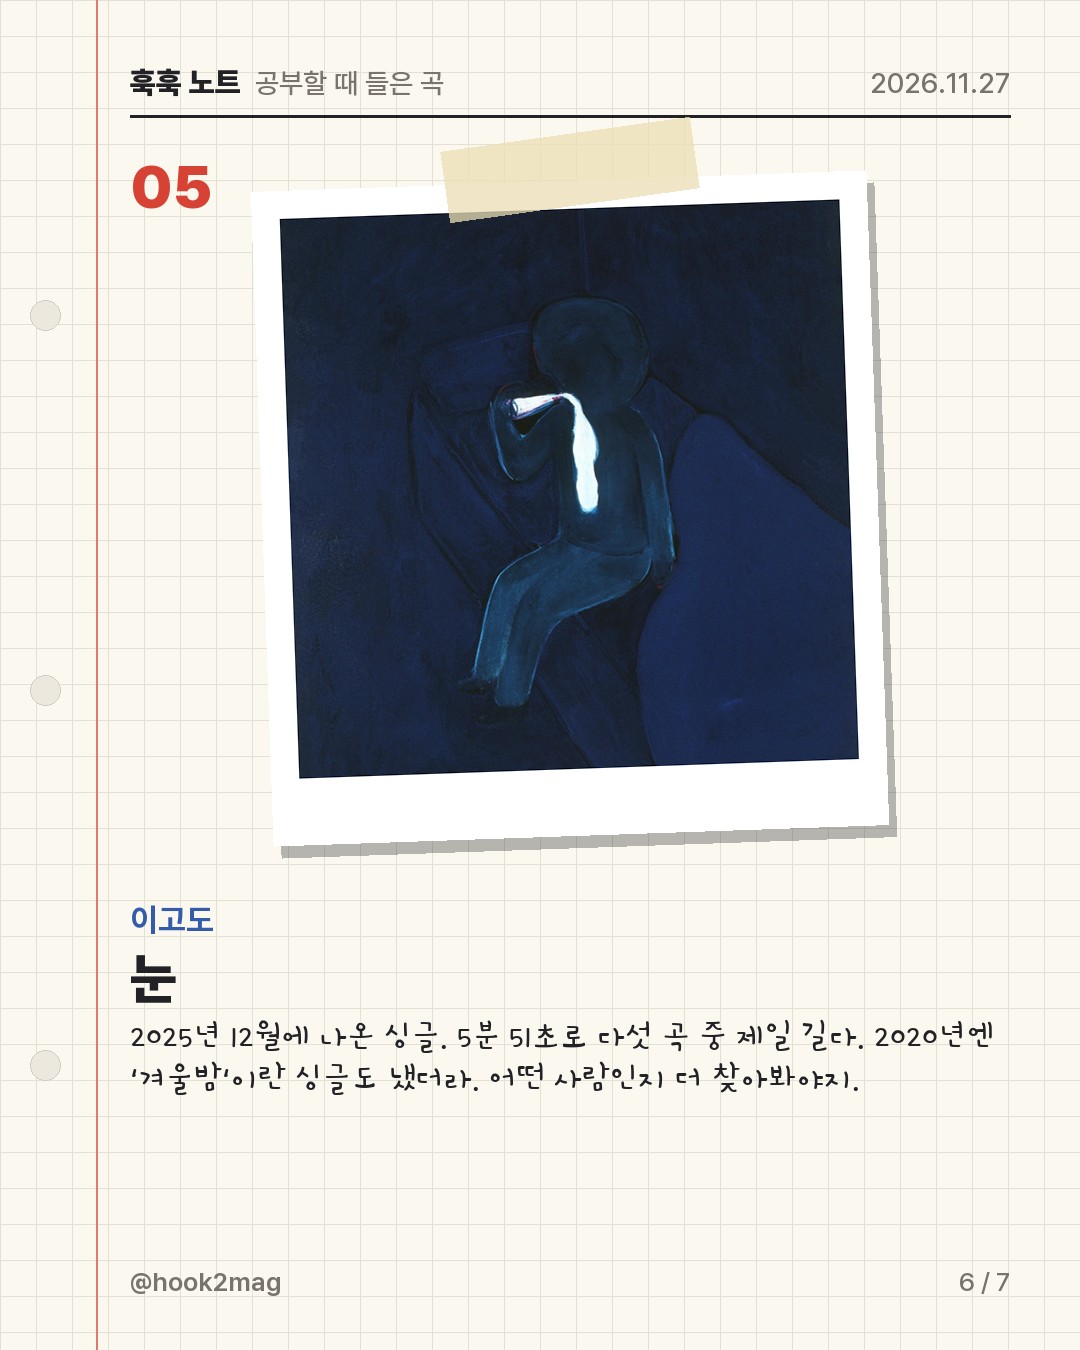 훅훅 노트 공부할 때 들은 곡 2026.11.27
05
이고도
눈
2025년 12월에 나온 싱글. 5분 51초로 다섯 곡 중 제일 길다. 2020년엔
'겨울밤'이란 싱글도 냈더라. 어떤 사람인지 더 찾아봐야지.
@hook2mag 6 / 7